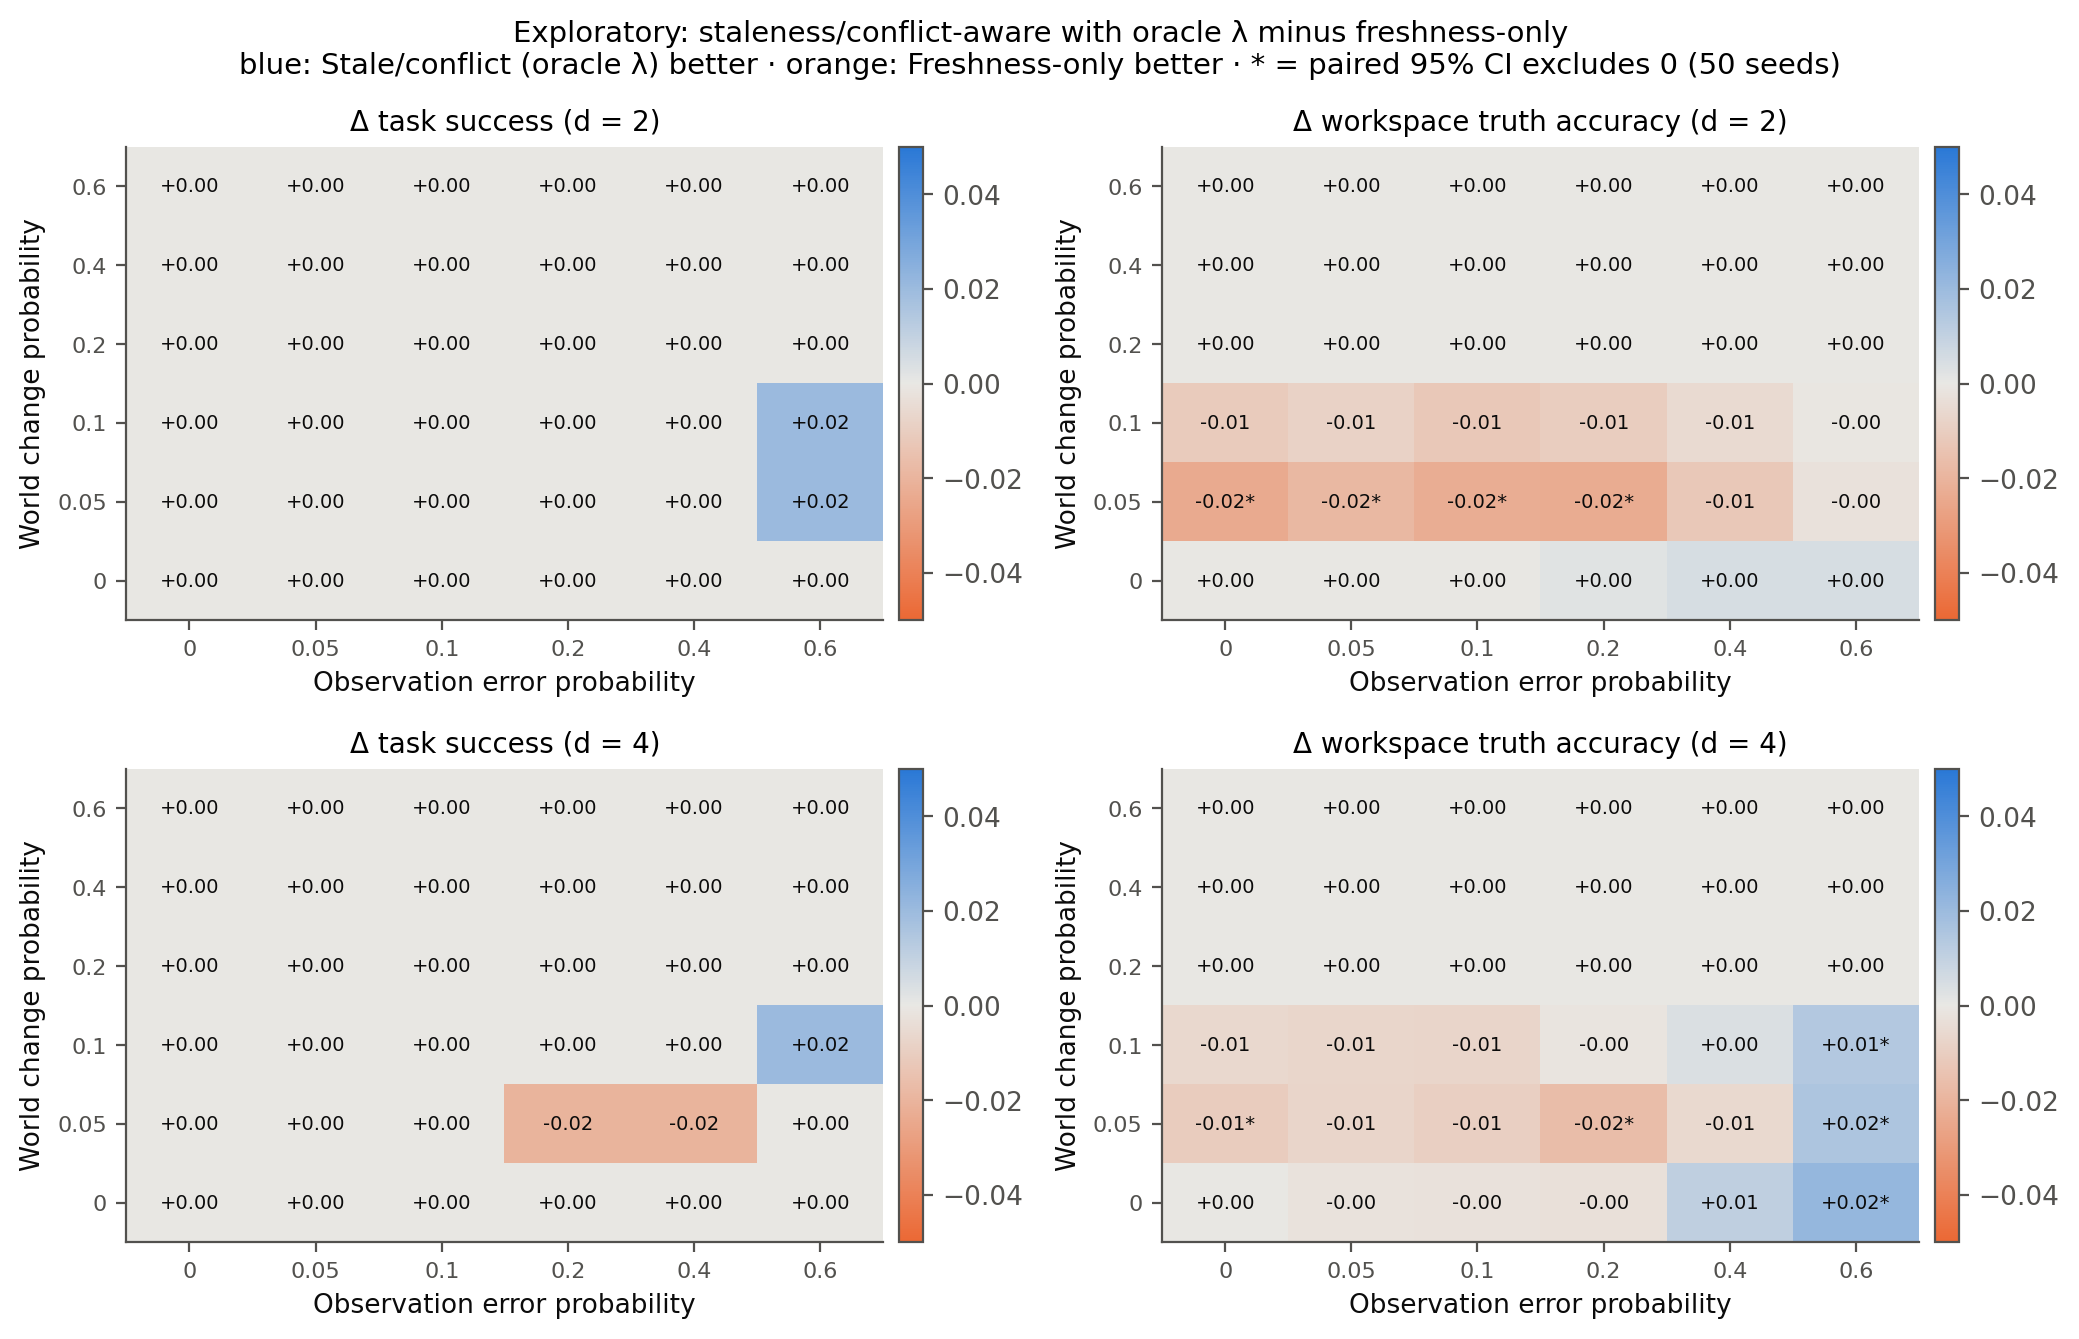 Exploratory: staleness/conflict-aware with oracle λ minus freshness-only
blue: Stale/conflict (oracle λ) better · orange: Freshness-only better · * = paired 95% CI excludes 0 (50 seeds)
Δ task success (d = 2)
World change probability
0.6 +0.00 +0.00 +0.00 +0.00 +0.00 +0.00
0.4 +0.00 +0.00 +0.00 +0.00 +0.00 +0.00
0.2 +0.00 +0.00 +0.00 +0.00 +0.00 +0.00
0.1 +0.00 +0.00 +0.00 +0.00 +0.00 +0.02
0.05 +0.00 +0.00 +0.00 +0.00 +0.00 +0.02
0 +0.00 +0.00 +0.00 +0.00 +0.00 +0.00
0 0.05 0.1 0.2 0.4 0.6
Observation error probability
0.04
0.02
0.00
−0.02
−0.04
Δ workspace truth accuracy (d = 2)
World change probability
0.6 +0.00 +0.00 +0.00 +0.00 +0.00 +0.00
0.4 +0.00 +0.00 +0.00 +0.00 +0.00 +0.00
0.2 +0.00 +0.00 +0.00 +0.00 +0.00 +0.00
0.1 -0.01 -0.01 -0.01 -0.01 -0.01 -0.00
0.05 -0.02* -0.02* -0.02* -0.02* -0.01 -0.00
0 +0.00 +0.00 +0.00 +0.00 +0.00 +0.00
0 0.05 0.1 0.2 0.4 0.6
Observation error probability
0.04
0.02
0.00
−0.02
−0.04
Δ task success (d = 4)
World change probability
0.6 +0.00 +0.00 +0.00 +0.00 +0.00 +0.00
0.4 +0.00 +0.00 +0.00 +0.00 +0.00 +0.00
0.2 +0.00 +0.00 +0.00 +0.00 +0.00 +0.00
0.1 +0.00 +0.00 +0.00 +0.00 +0.00 +0.02
0.05 +0.00 +0.00 +0.00 -0.02 -0.02 +0.00
0 +0.00 +0.00 +0.00 +0.00 +0.00 +0.00
0 0.05 0.1 0.2 0.4 0.6
Observation error probability
0.04
0.02
0.00
−0.02
−0.04
Δ workspace truth accuracy (d = 4)
World change probability
0.6 +0.00 +0.00 +0.00 +0.00 +0.00 +0.00
0.4 +0.00 +0.00 +0.00 +0.00 +0.00 +0.00
0.2 +0.00 +0.00 +0.00 +0.00 +0.00 +0.00
0.1 -0.01 -0.01 -0.01 -0.00 +0.00 +0.01*
0.05 -0.01* -0.01 -0.01 -0.02* -0.01 +0.02*
0 +0.00 -0.00 -0.00 -0.00 +0.01 +0.02*
0 0.05 0.1 0.2 0.4 0.6
Observation error probability
0.04
0.02
0.00
−0.02
−0.04